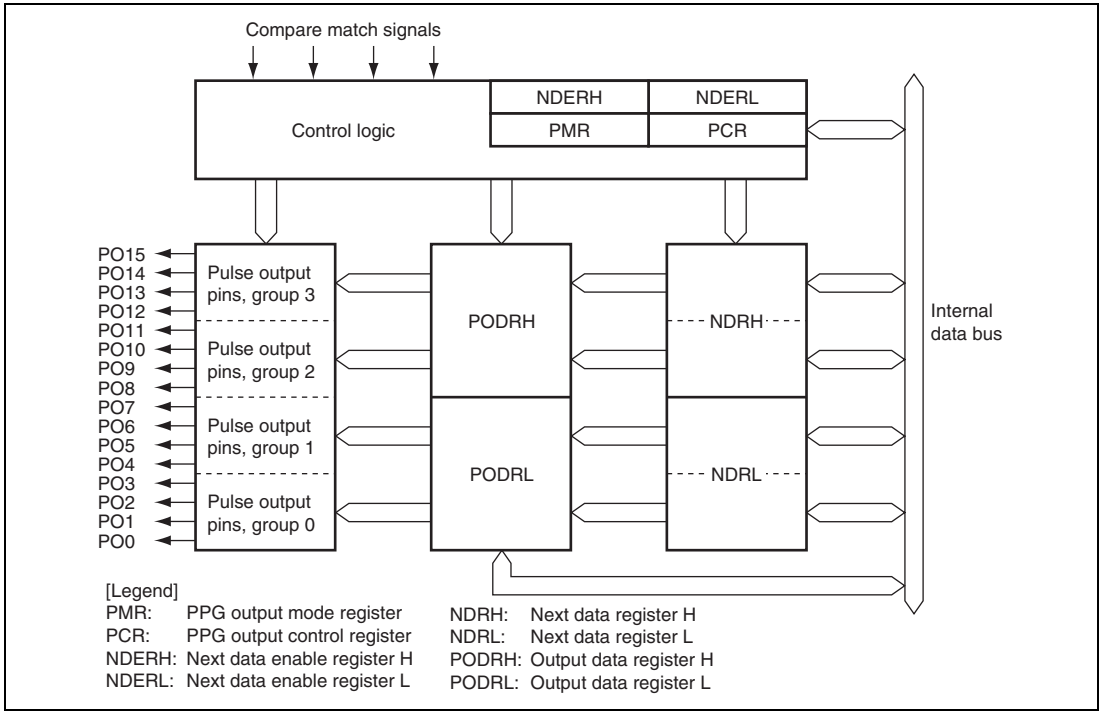 Compare match signals
NDERH
NDERL
Control logic
PMR
PCR
PO15
PO14
PO13
PO12
PO11
PO10
PO9
PO8
PO7
PO6
PO5
PO4
PO3
PO2
PO1
PO0
Pulse output
pins, group 3
Pulse output
pins, group 2
Pulse output
pins, group 1
Pulse output
pins, group 0
PODRH
PODRL
NDRH
NDRL
Internal
data bus
[Legend]
PMR: PPG output mode register
PCR: PPG output control register
NDERH: Next data enable register H
NDERL: Next data enable register L
NDRH: Next data register H
NDRL: Next data register L
PODRH: Output data register H
PODRL: Output data register L